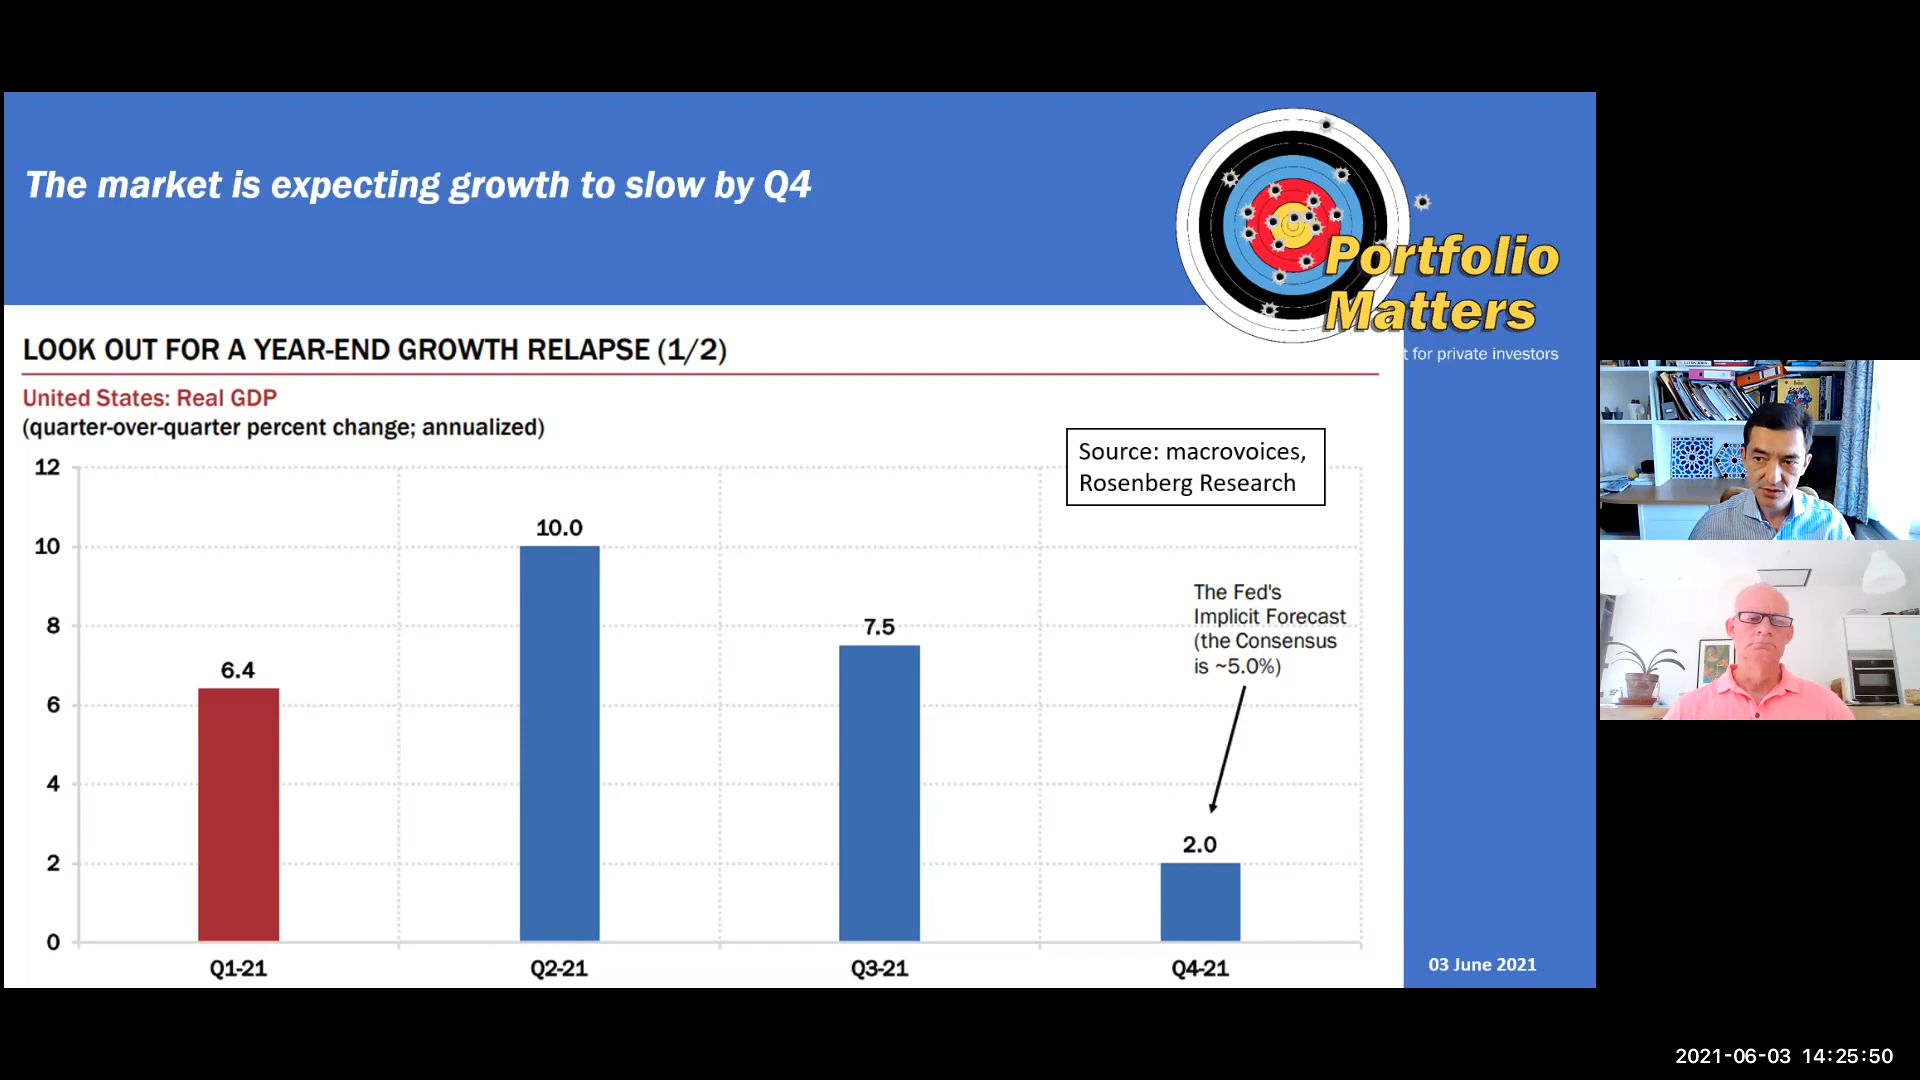 The market is expecting growth to slow by Q4
Portfolio
Matters
t for private investors
LOOK OUT FOR A YEAR-END GROWTH RELAPSE (1/2)
United States: Real GDP
(quarter-over-quarter percent change; annualized)
Source: macrovoices,
Rosenberg Research
12
10
8
6
4
2
0
6.4
10.0
7.5
The Fed's
Implicit Forecast
(the Consensus
is ~5.0%)
2.0
Q1-21
Q2-21
Q3-21
Q4-21
03 June 2021
2021-06-03 14:25:50